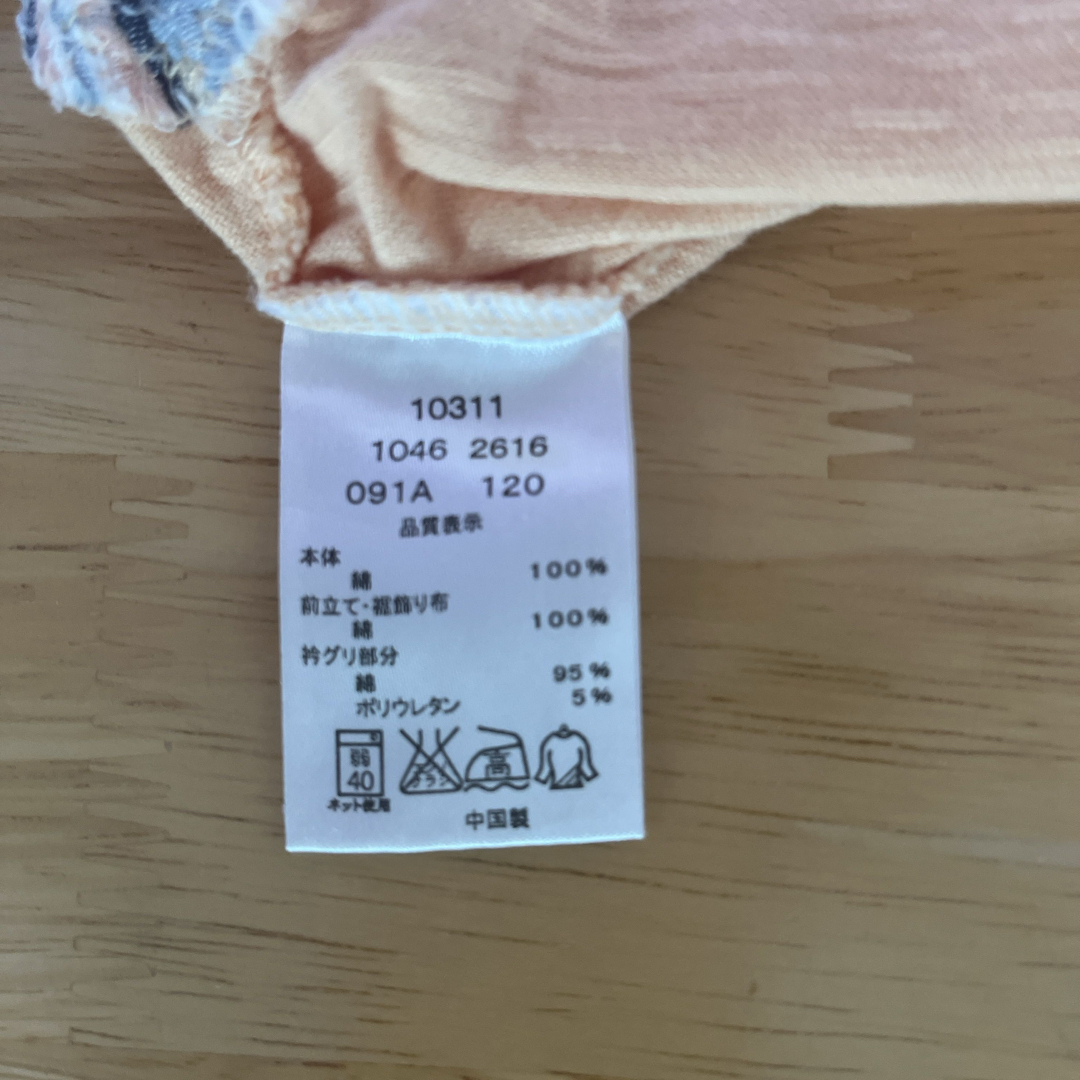 10311
1046 2616
091A 120
品質表示
本体
綿 100%
前立て・裾飾り布
綿 100%
衿グリ部分
綿 95%
ポリウレタン 5%
弱 高
40
ネット使用
中国製